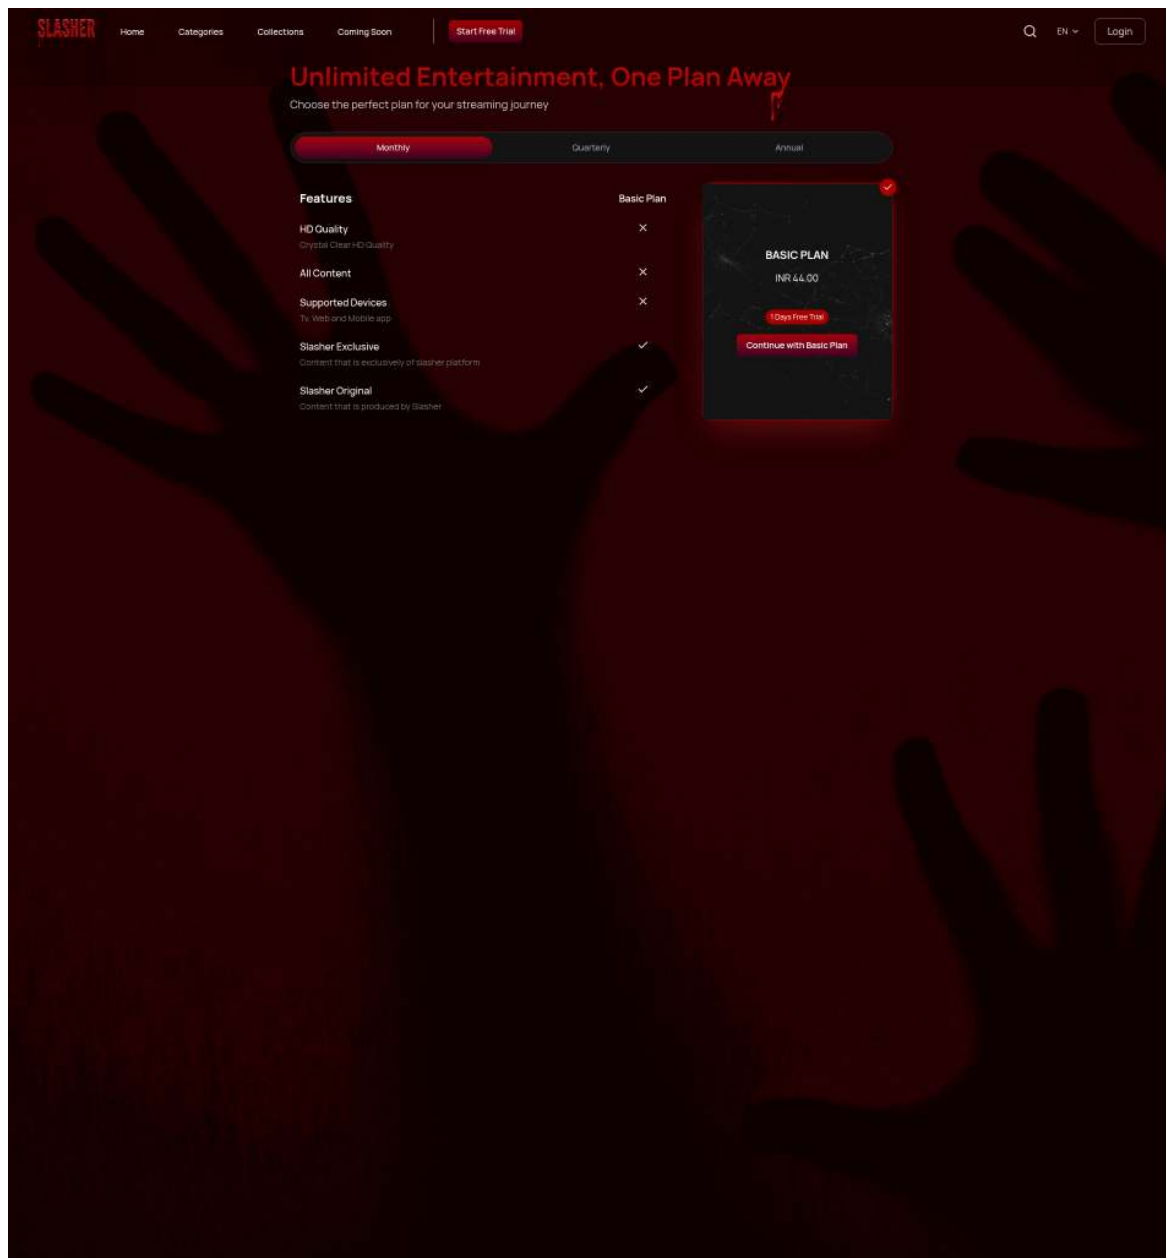 SLASHER
Home
Categories
Collections
Coming Soon
Start Free Trial
EN
Login
Unlimited Entertainment, One Plan Away
Choose the perfect plan for your streaming journey
Monthly
Quarterly
Annual
Features
Basic Plan
HD Quality
Crystal Clear HD Quality
All Content
Supported Devices
Tv, Web and Mobile app
Slasher Exclusive
Content that is exclusively of slasher platform
Slasher Original
Content that is produced by Slasher
BASIC PLAN
INR 44.00
1 Days Free Trial
Continue with Basic Plan